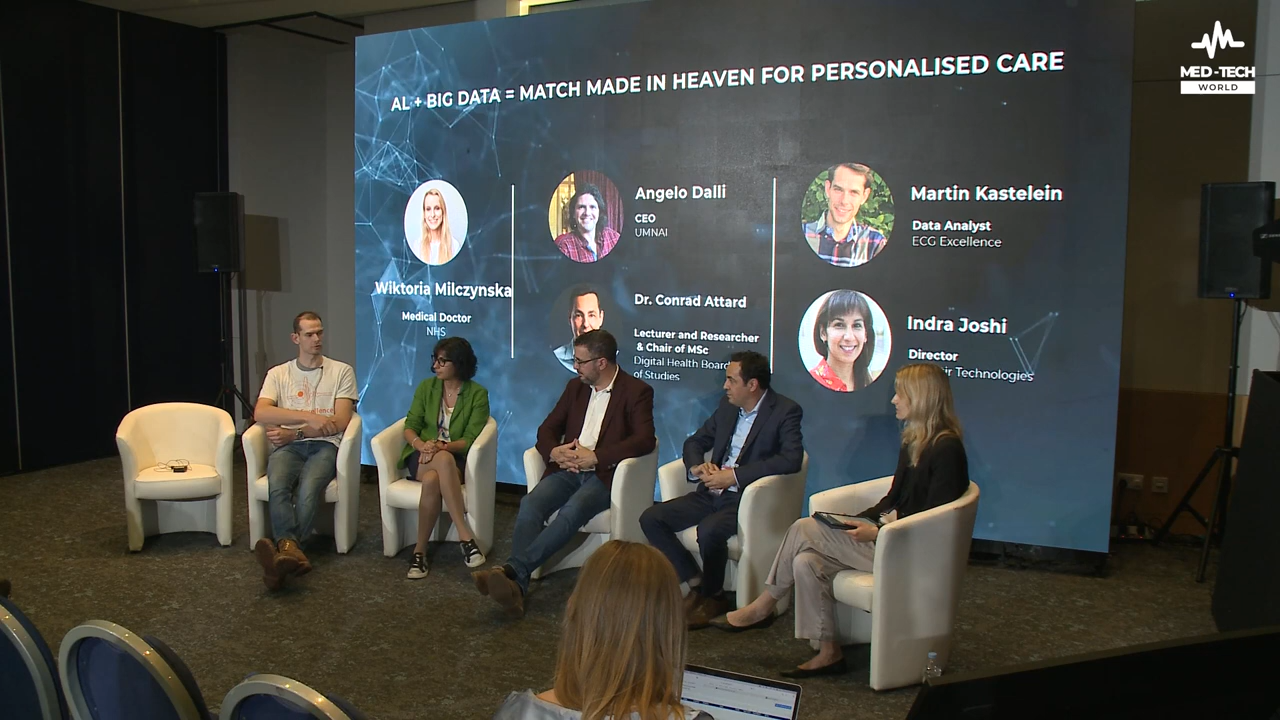 MED-TECH
WORLD
AL + BIG DATA = MATCH MADE IN HEAVEN FOR PERSONALISED CARE
Wiktoria Milczynska
Medical Doctor
NHS
Angelo Dalli
CEO
UMNAI
Dr. Conrad Attard
Lecturer and Researcher
& Chair of MSc
Digital Health Board
of Studies
Martin Kastelein
Data Analyst
ECG Excellence
Indra Joshi
Director
Technologies